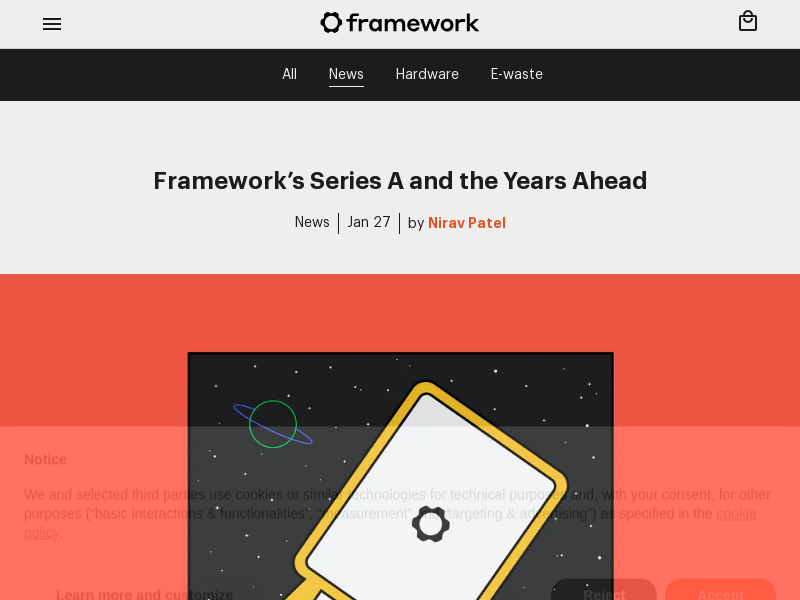 framework
All News Hardware E-waste
Framework’s Series A and the Years Ahead
News Jan 27 by Nirav Patel
Notice
We and selected third parties use cookies or similar technologies for technical purposes and, with your consent, for other
purposes (“basic interactions & functionalities”, “measurement” and “targeting & advertising”) as specified in the cookie
policy.
Learn more and customize Reject Accept